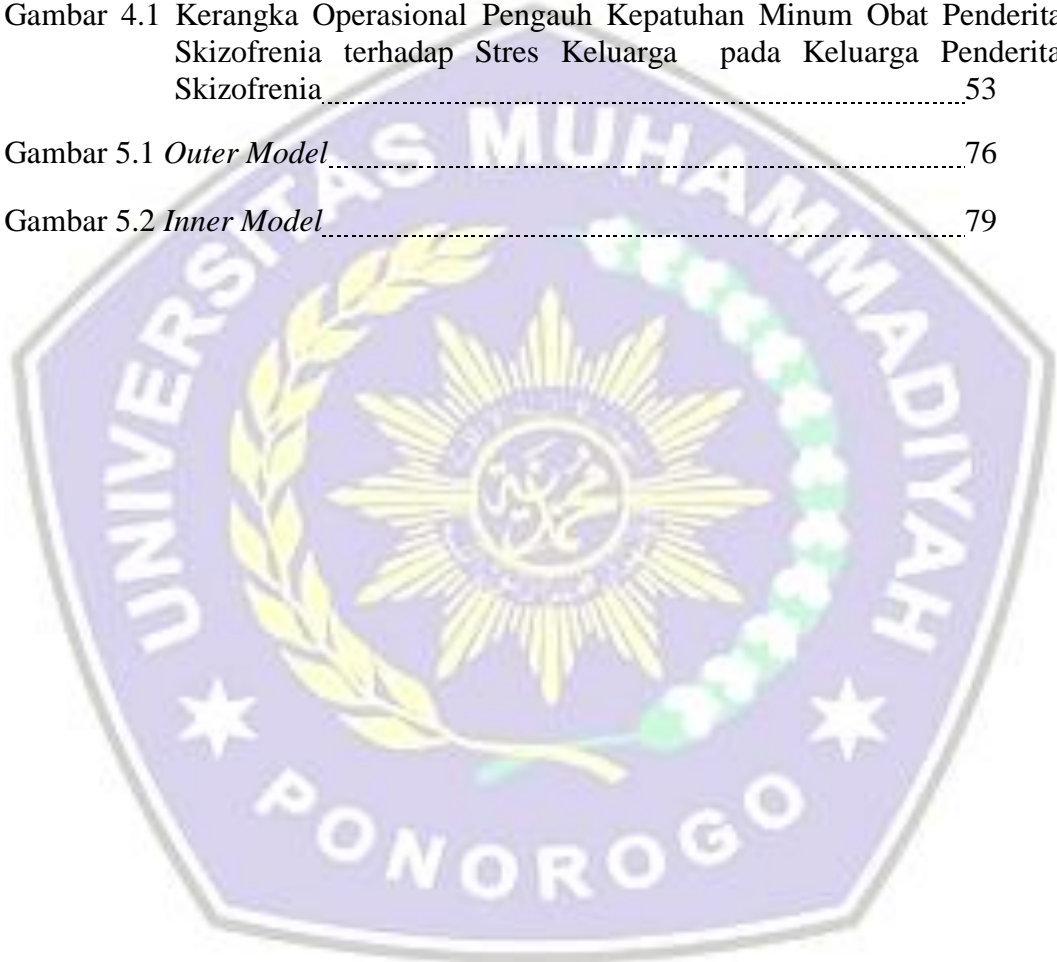 Gambar 4.1 Kerangka Operasional Pengauh Kepatuhan Minum Obat Penderita
Skizofrenia terhadap Stres Keluarga pada Keluarga Penderita
Skizofrenia 53
Gambar 5.1 Outer Model 76
Gambar 5.2 Inner Model 79
UNIVERSITAS MUHAMMADIYAH
PONOROGO